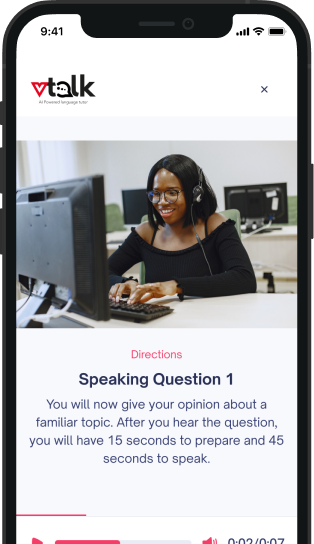 9:41
vtalk
AI Powered language tutor
×
Directions
Speaking Question 1
You will now give your opinion about a
familiar topic. After you hear the question,
you will have 15 seconds to prepare and 45
seconds to speak.
0:02/0:07